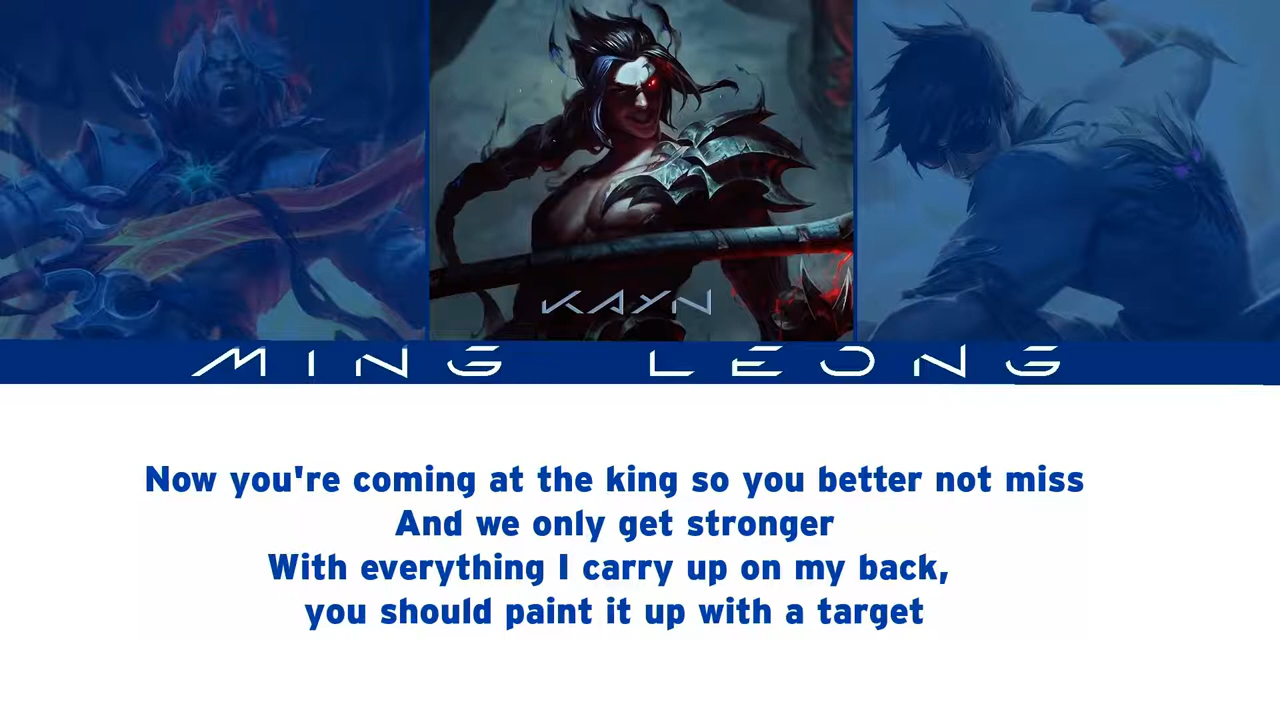 KAYN
MING LEONG
Now you're coming at the king so you better not miss
And we only get stronger
With everything I carry up on my back,
you should paint it up with a target